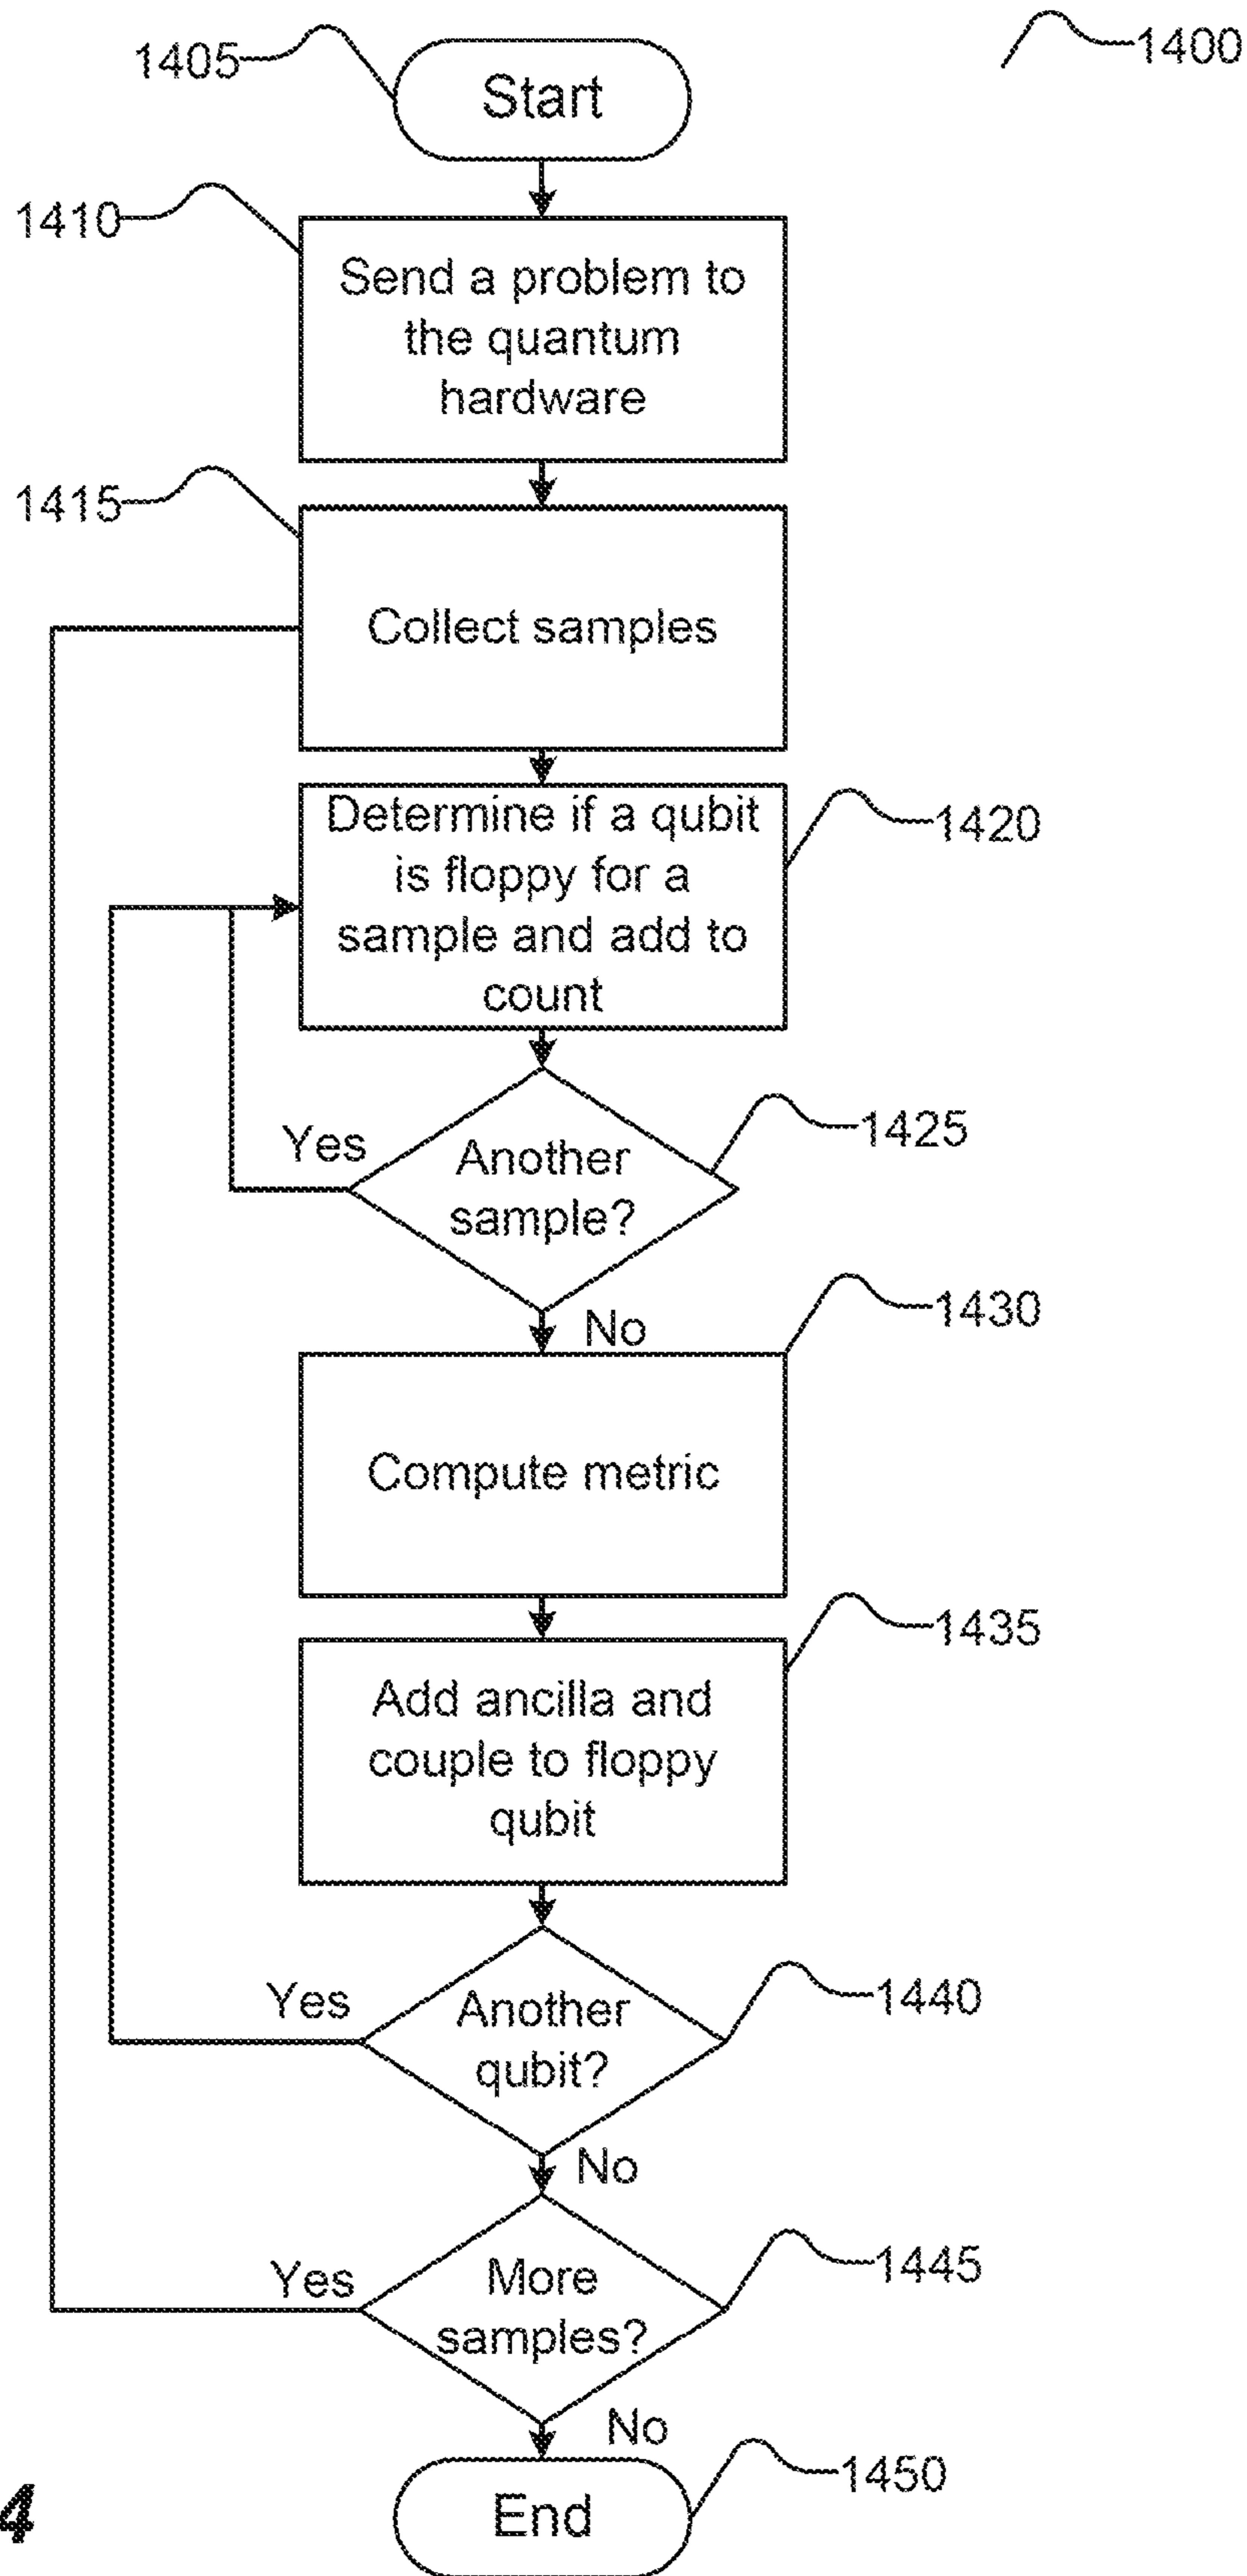 1400
1405
Start
1410
Send a problem to
the quantum
hardware
1415
Collect samples
Determine if a qubit
is floppy for a
sample and add to
count
1420
Yes
Another
sample?
1425
No
1430
Compute metric
1435
Add ancilla and
couple to floppy
qubit
Yes
Another
qubit?
1440
No
Yes
More
samples?
1445
No
End
1450
4